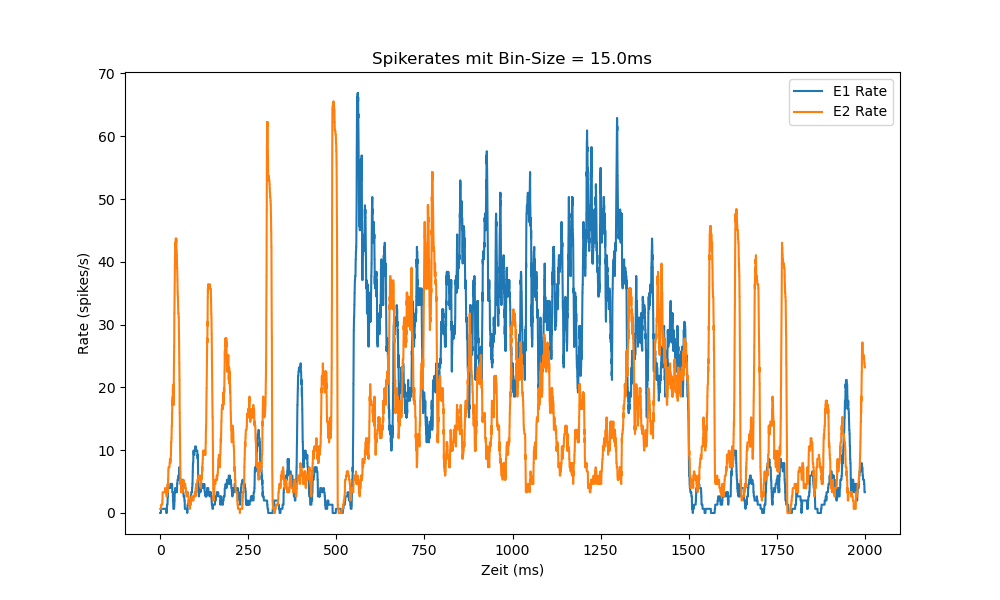 Spikerates mit Bin-Size = 15.0ms
E1 Rate
E2 Rate
Rate (spikes/s)
70
60
50
40
30
20
10
0
0 250 500 750 1000 1250 1500 1750 2000
Zeit (ms)